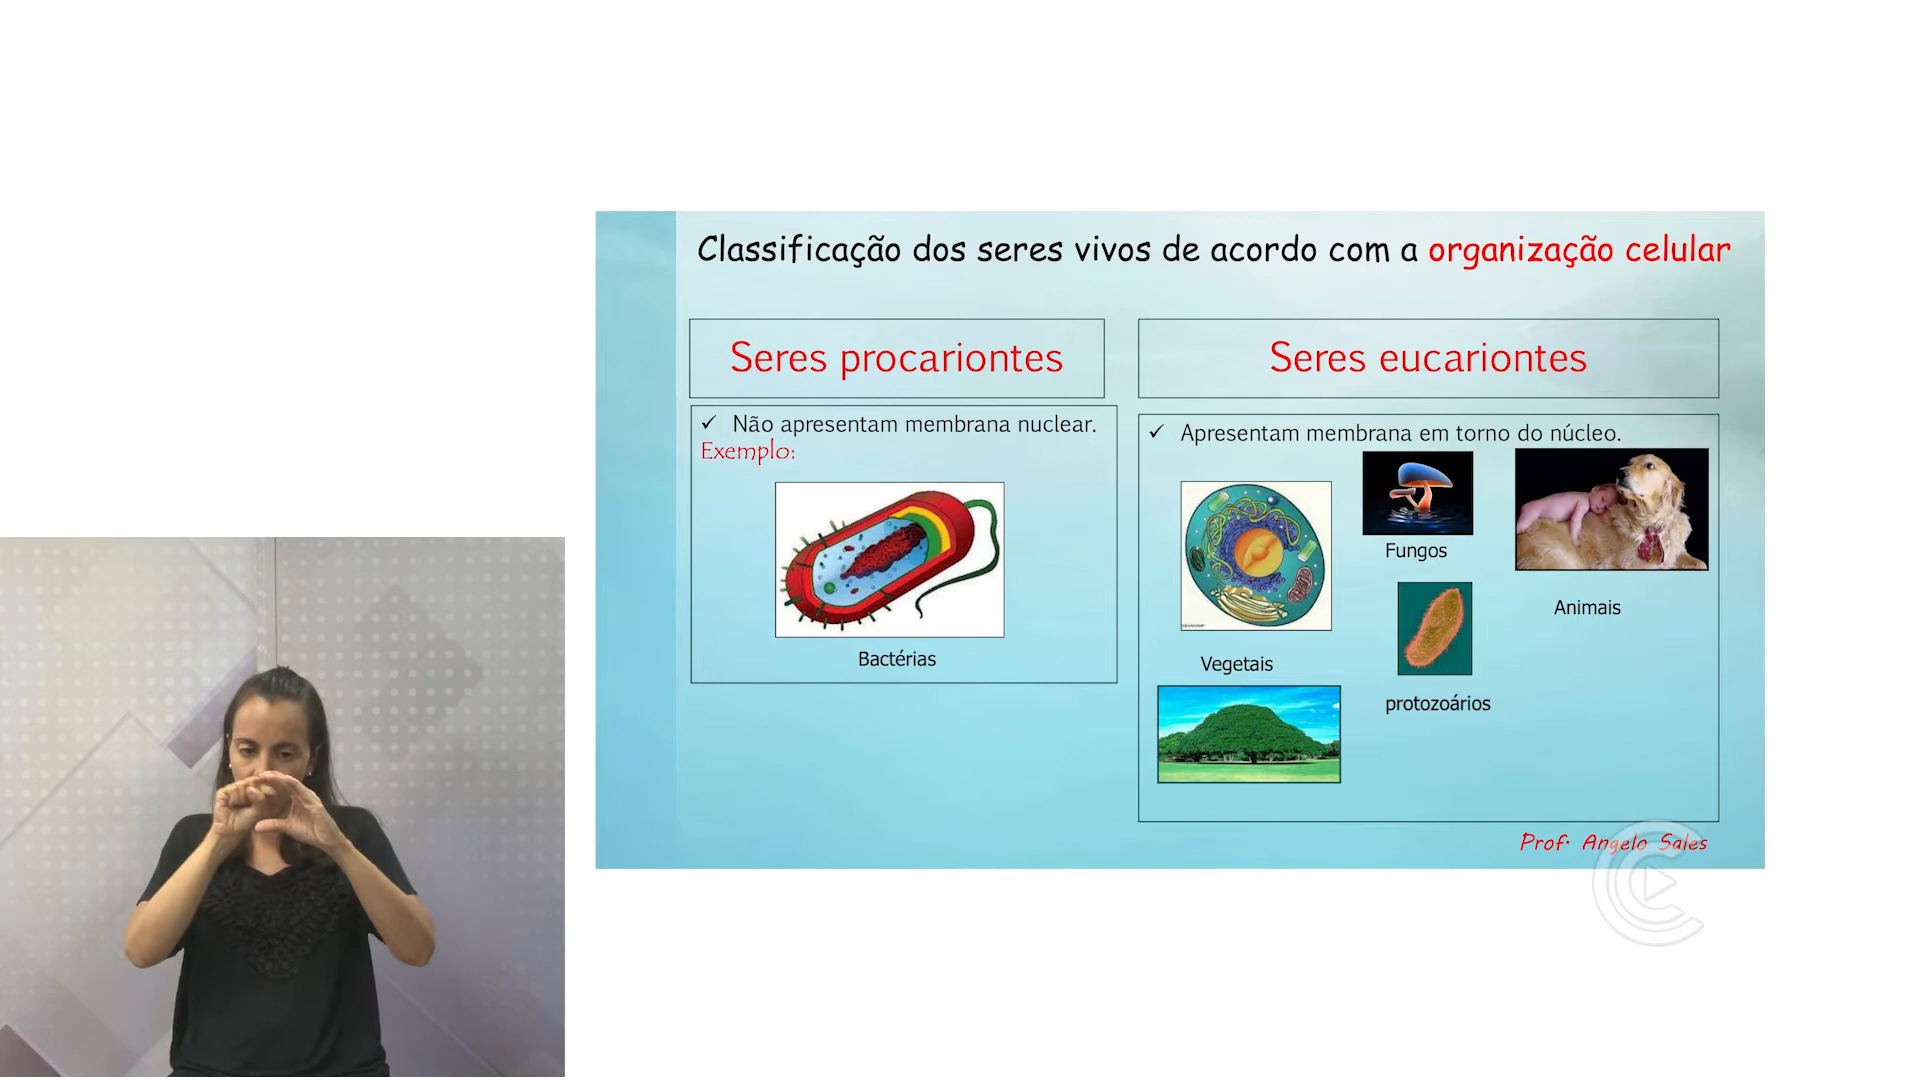 Classificação dos seres vivos de acordo com a organização celular
Seres procariontes
Seres eucariontes
✓ Não apresentam membrana nuclear.
Exemplo:
Bactérias
✓ Apresentam membrana em torno do núcleo.
Fungos
Animais
Vegetais
protozoários
Prof. Angelo Sales